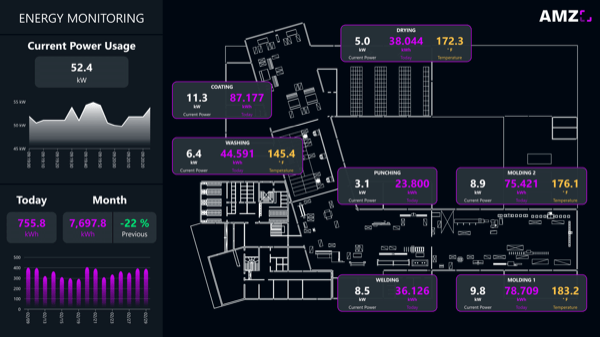 ENERGY MONITORING
Current Power Usage
52.4
kW
55 kW
50 kW
45 kW
Today
Month
755.8
kWh
7,697.8
kWh
-22 %
Previous
500
400
300
200
100
0
AMZ
DRYING
5.0 38.044 172.3
kW kWh °F
Current Power Today Temperature
COATING
11.3 87.177
kW kWh
Current Power Today
WASHING
6.4 44.591 145.4
kW kWh °F
Current Power Today Temperature
PUNCHING
3.1 23.800
kW kWh
Current Power Today
MOLDING 2
8.9 75.421 176.1
kW kWh °F
Current Power Today Temperature
WELDING
8.5 36.126
kW kWh
Current Power Today
MOLDING 1
9.8 78.709 183.2
kW kWh °F
Current Power Today Temperature